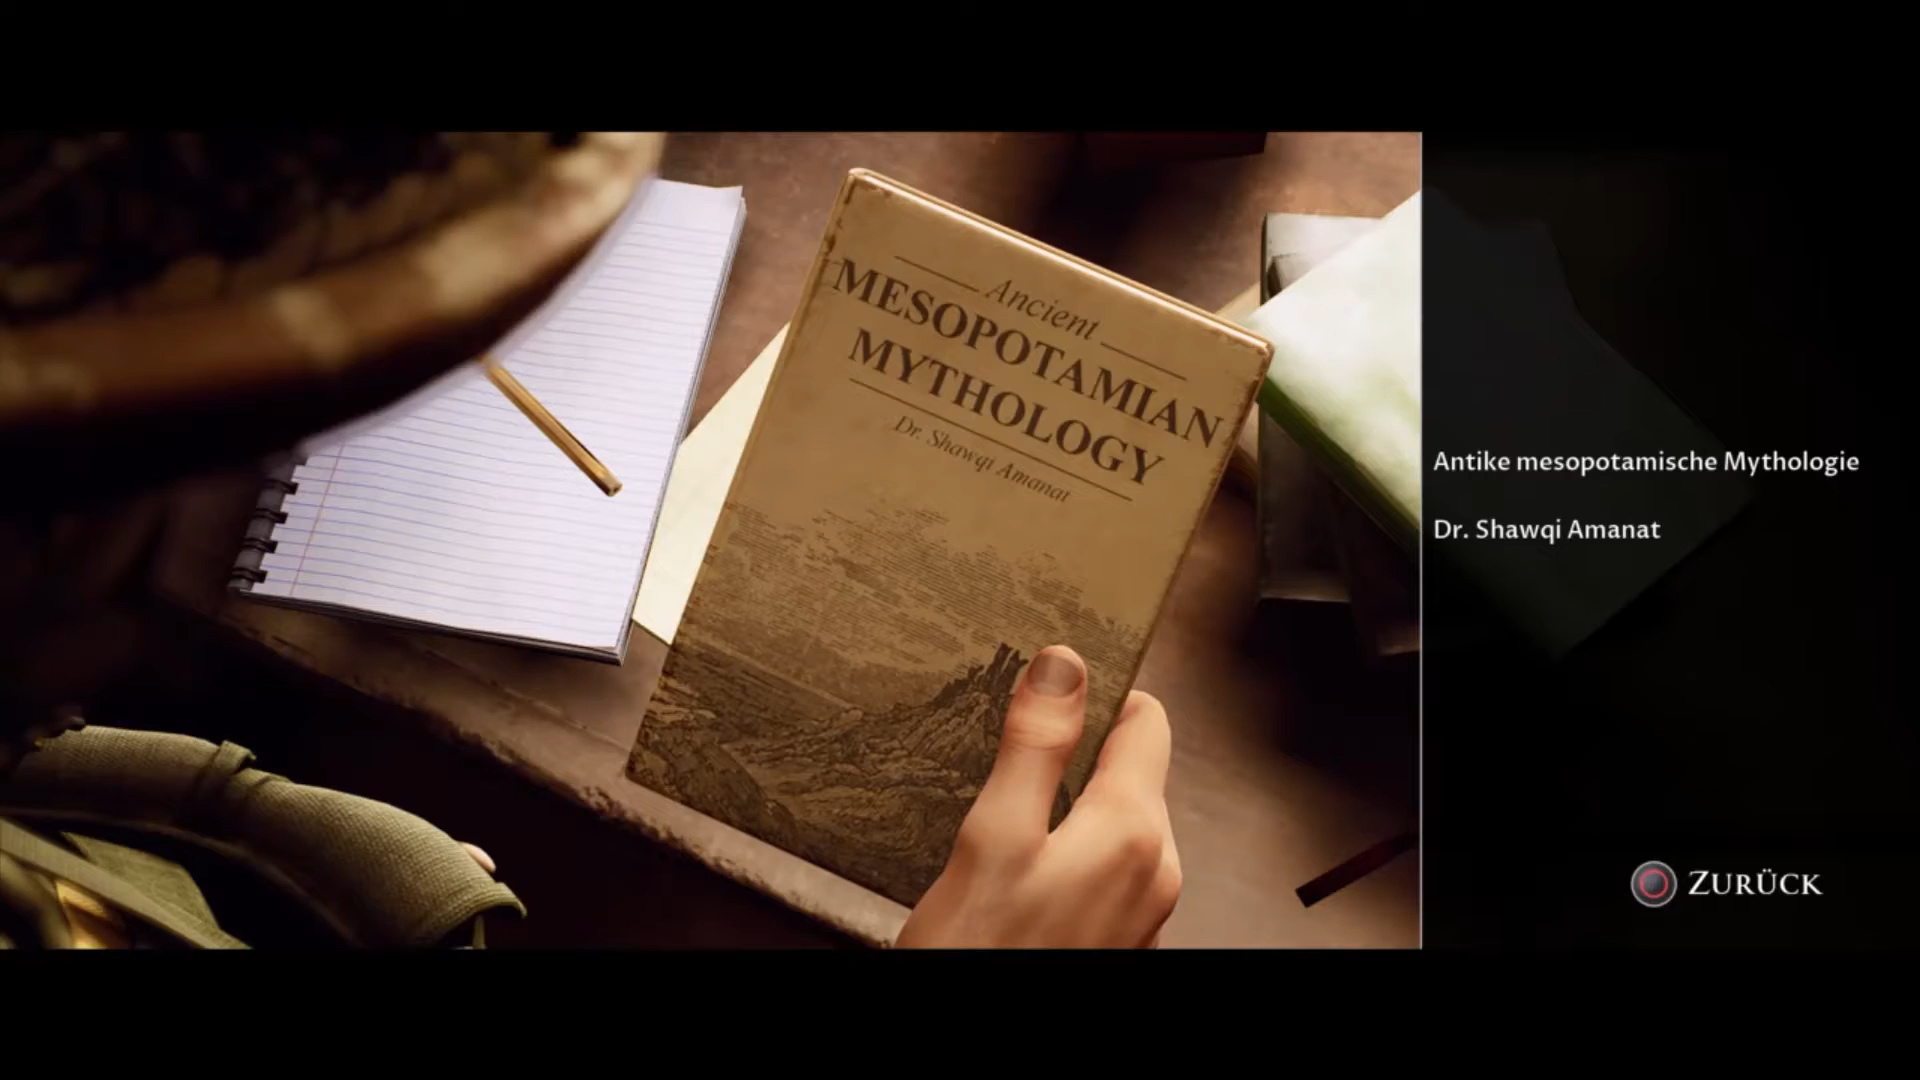 Ancient
MESOPOTAMIAN
MYTHOLOGY
Dr. Shawqi Amanat
Antike mesopotamische Mythologie
Dr. Shawqi Amanat
ZURÜCK